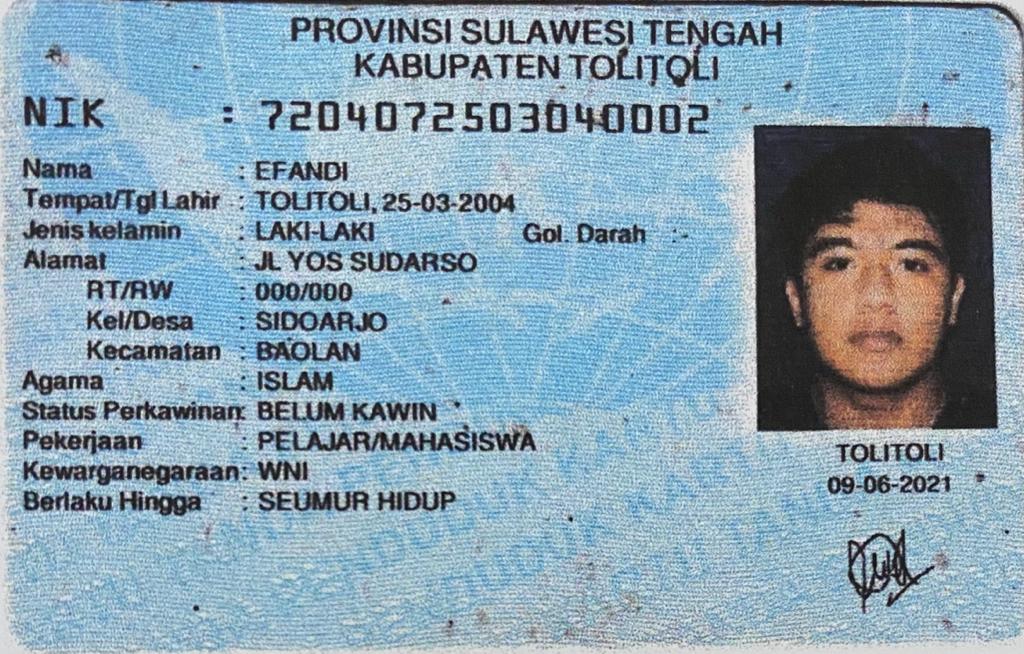 PROVINSI SULAWESI TENGAH
KABUPATEN TOLITOLI
NIK : 7204072503040002
Nama : EFANDI
Tempat/Tgl Lahir : TOLITOLI, 25-03-2004
Jenis kelamin : LAKI-LAKI Gol. Darah :-
Alamat : JL YOS SUDARSO
RT/RW : 000/000
Kel/Desa : SIDOARJO
Kecamatan : BAOLAN
Agama : ISLAM
Status Perkawinan: BELUM KAWIN
Pekerjaan : PELAJAR/MAHASISWA
Kewarganegaraan: WNI
Berlaku Hingga : SEUMUR HIDUP
TOLITOLI
09-06-2021